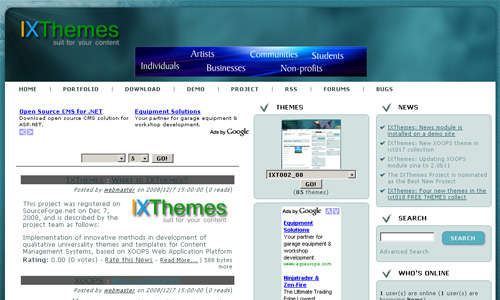 IXThemes
suit for your content
Artists Communities Students
Individuals Businesses Non-profits
HOME | PORTFOLIO | DOWNLOAD | DEMO | PROJECT | RSS | FORUMS | BUGS
Open Source CMS for .NET
Download open source CMS solution for
ASP.NET.
Equipment Solutions
Your partner for garage equipment &
workshop development.
Ads by Google
S GO!
IXThemes : What is IXThemes?
Posted by webmaster on 2008/12/7 15:00:00 (0 reads)
IXThemes
suit for your content
This project was registered on
SourceForge.net on Dec 7,
2008, and is described by the
project team as follows:
Implementation of innovative methods in development of
qualitative universality themes and templates for Content
Management Systems, based on XOOPS Web Application Platform
Rating: 0.00 (0 votes) - Rate this News - Read More... | 589 bytes
more
XOOPS :
Posted by webmaster on 2008/12/7 15:00:00 (0 reads)
THEMES
IXT002_08
GO!
(85 themes)
Ads by Google
Equipment
Solutions
Your partner for
garage equipment
& workshop
development.
www.eqpeurope.com
Ninjatrader &
Zen-Fire
The Ultimate Trading
Edge Lowest
NEWS
IXThemes: News module is
installed on a demo site
IXThemes: New XOOPS theme in
ixt017 collection
IXThemes: Updating XOOPS
module pina to 2.0b11
The IXThemes Project is nominated
as the Best New Project
IXThemes: Four new themes in the
ixt018 FREE THEMES collect
SEARCH
SEARCH
Advanced Search
WHO'S ONLINE
1 user(s) are online (1 user(s) are